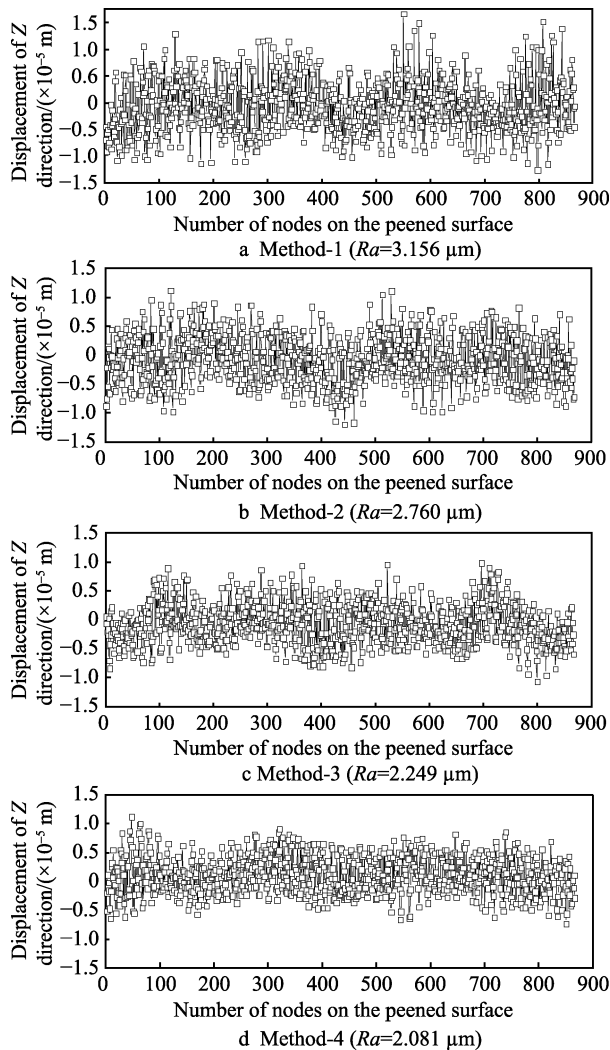 Displacement of Z
direction/(×10⁻⁵ m)
1.5
1.0
0.6
0
−0.5
−1.0
−1.5
0 100 200 300 400 500 600 700 800 900
Number of nodes on the peened surface
a Method-1 (Ra=3.156 μm)
Displacement of Z
direction/(×10⁻⁵ m)
1.5
1.0
0.5
0
−0.5
−1.0
−1.5
0 100 200 300 400 500 600 700 800 900
Number of nodes on the peened surface
b Method-2 (Ra=2.760 μm)
Displacement of Z
direction/(×10⁻⁵ m)
1.5
1.0
0.5
0
−0.5
−1.0
−1.5
0 100 200 300 400 500 600 700 800 900
Number of nodes on the peened surface
c Method-3 (Ra=2.249 μm)
Displacement of Z
direction/(×10⁻⁵ m)
1.5
1.0
0.5
0
−0.5
−1.0
−1.5
0 100 200 300 400 500 600 700 800 900
Number of nodes on the peened surface
d Method-4 (Ra=2.081 μm)